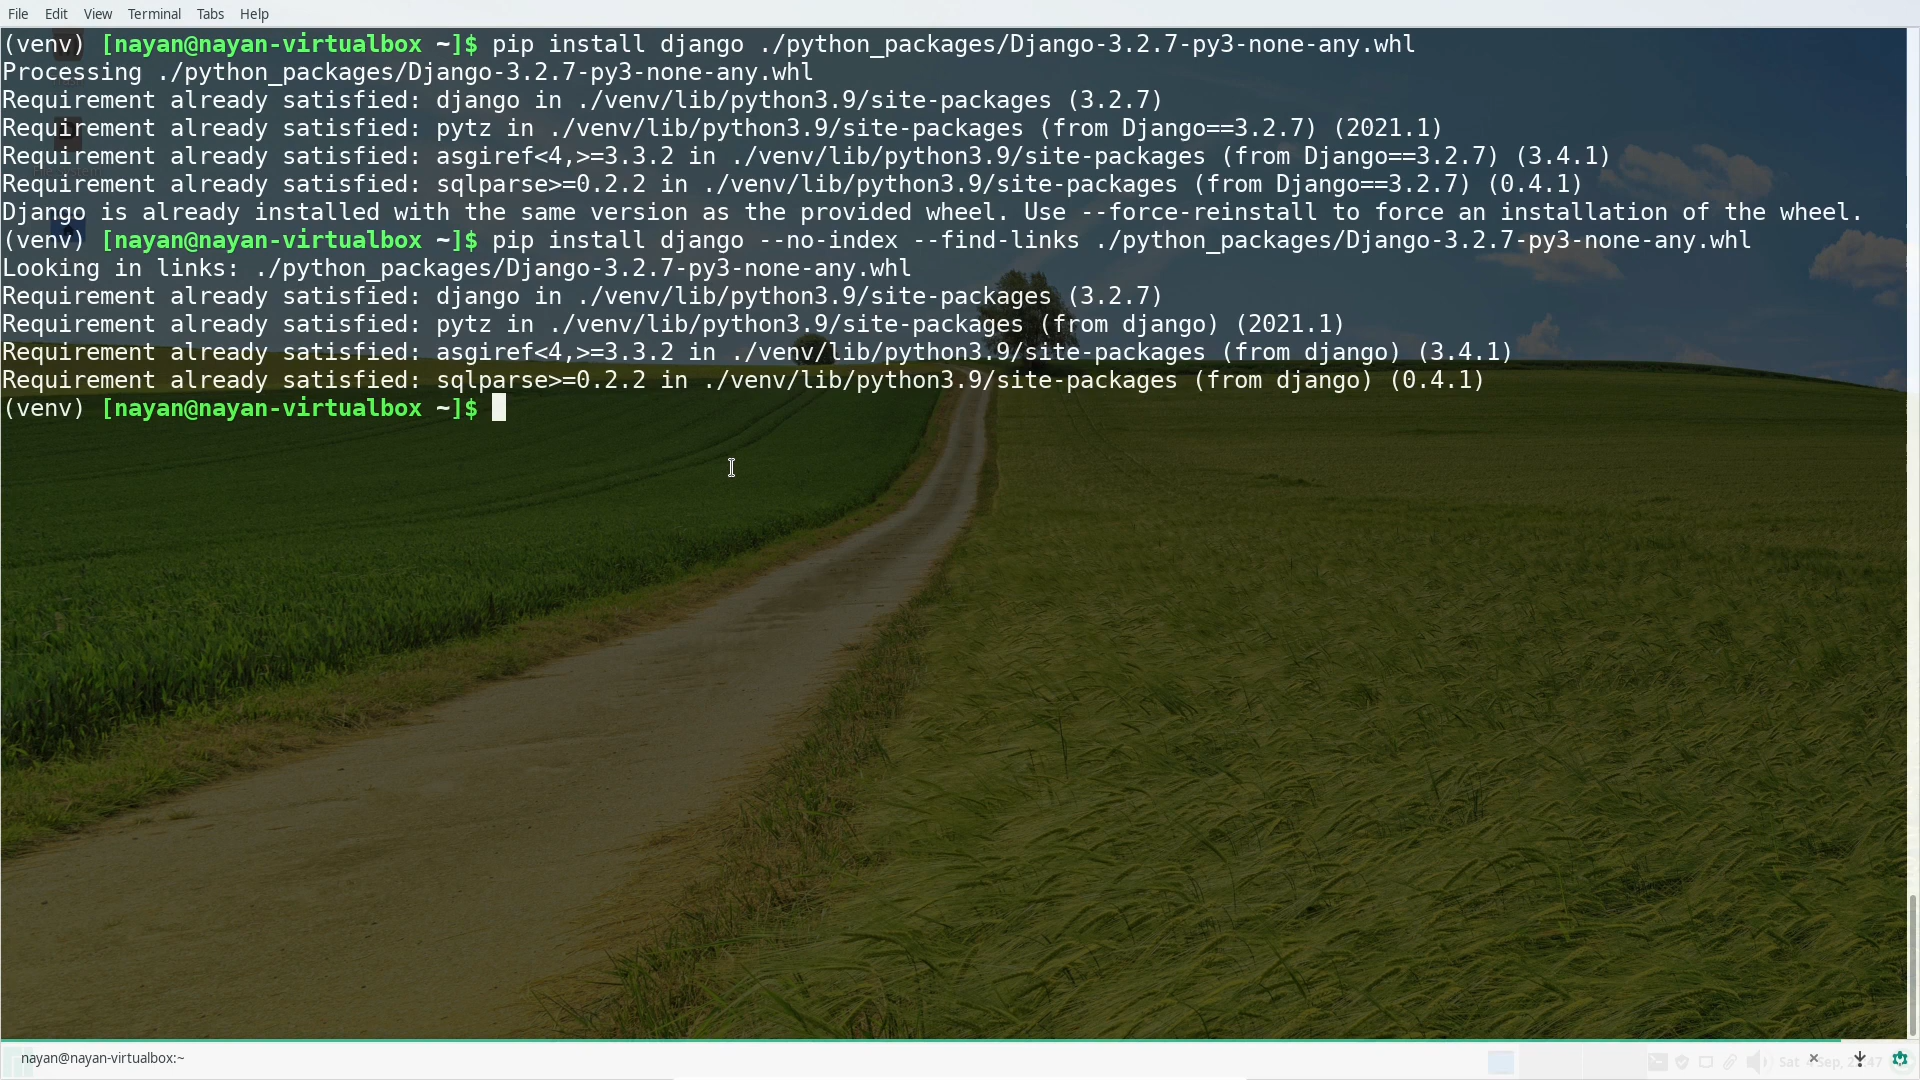 File Edit View Terminal Tabs Help
(venv) [nayan@nayan-virtualbox ~]$ pip install django ./python_packages/Django-3.2.7-py3-none-any.whl
Processing ./python_packages/Django-3.2.7-py3-none-any.whl
Requirement already satisfied: django in ./venv/lib/python3.9/site-packages (3.2.7)
Requirement already satisfied: pytz in ./venv/lib/python3.9/site-packages (from Django==3.2.7) (2021.1)
Requirement already satisfied: asgiref<4,>=3.3.2 in ./venv/lib/python3.9/site-packages (from Django==3.2.7) (3.4.1)
Requirement already satisfied: sqlparse>=0.2.2 in ./venv/lib/python3.9/site-packages (from Django==3.2.7) (0.4.1)
Django is already installed with the same version as the provided wheel. Use --force-reinstall to force an installation of the wheel.
(venv) [nayan@nayan-virtualbox ~]$ pip install django --no-index --find-links ./python_packages/Django-3.2.7-py3-none-any.whl
Looking in links: ./python_packages/Django-3.2.7-py3-none-any.whl
Requirement already satisfied: django in ./venv/lib/python3.9/site-packages (3.2.7)
Requirement already satisfied: pytz in ./venv/lib/python3.9/site-packages (from django) (2021.1)
Requirement already satisfied: asgiref<4,>=3.3.2 in ./venv/lib/python3.9/site-packages (from django) (3.4.1)
Requirement already satisfied: sqlparse>=0.2.2 in ./venv/lib/python3.9/site-packages (from django) (0.4.1)
(venv) [nayan@nayan-virtualbox ~]$
nayan@nayan-virtualbox:~
Sat 4 Sep,